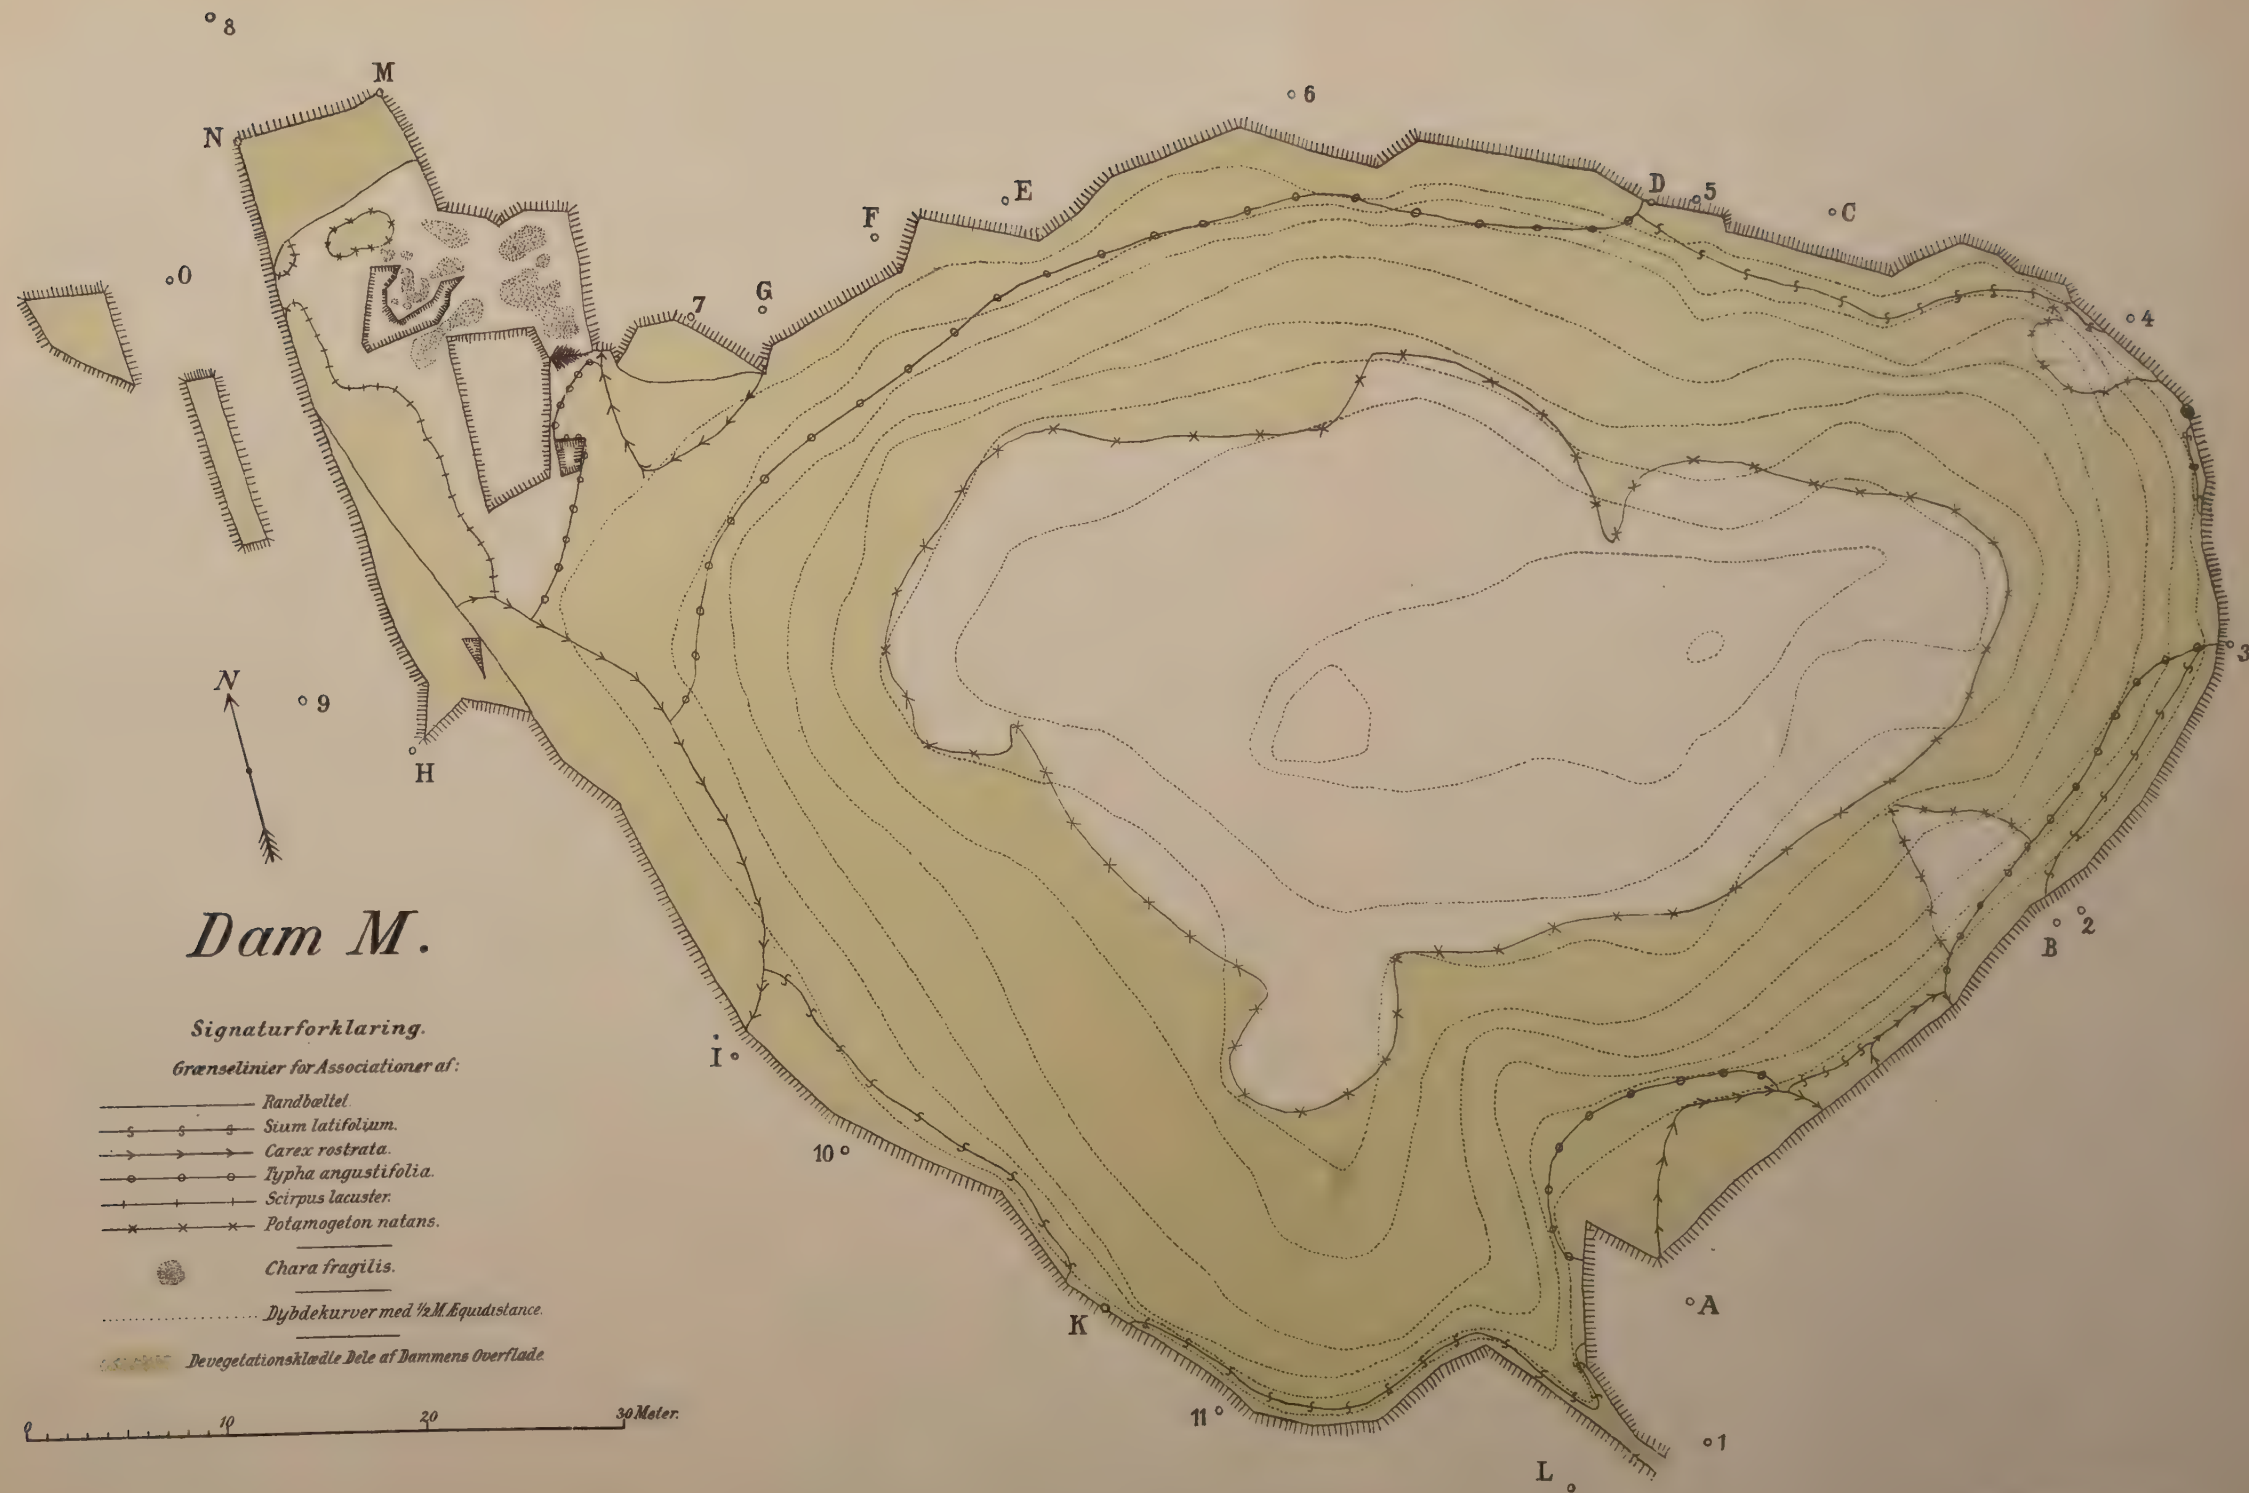 8
M
N
6
E
D
5
C
F
O
7
G
4
3
N
9
H
B
2
Dam M.
Signaturforklaring.
Grænselinier for Associationer af:
Randbæltet.
Sium latifolium.
Carex rostrata.
Typha angustifolia.
Scirpus lacuster.
Potamogeton natans.
Chara fragilis.
Dybdekurver med ½ M. Æquidistance.
De vegetationsklædte Dele af Dammens Overflade.
0 10 20 30 Meter.
I
10
K
A
11
1
L